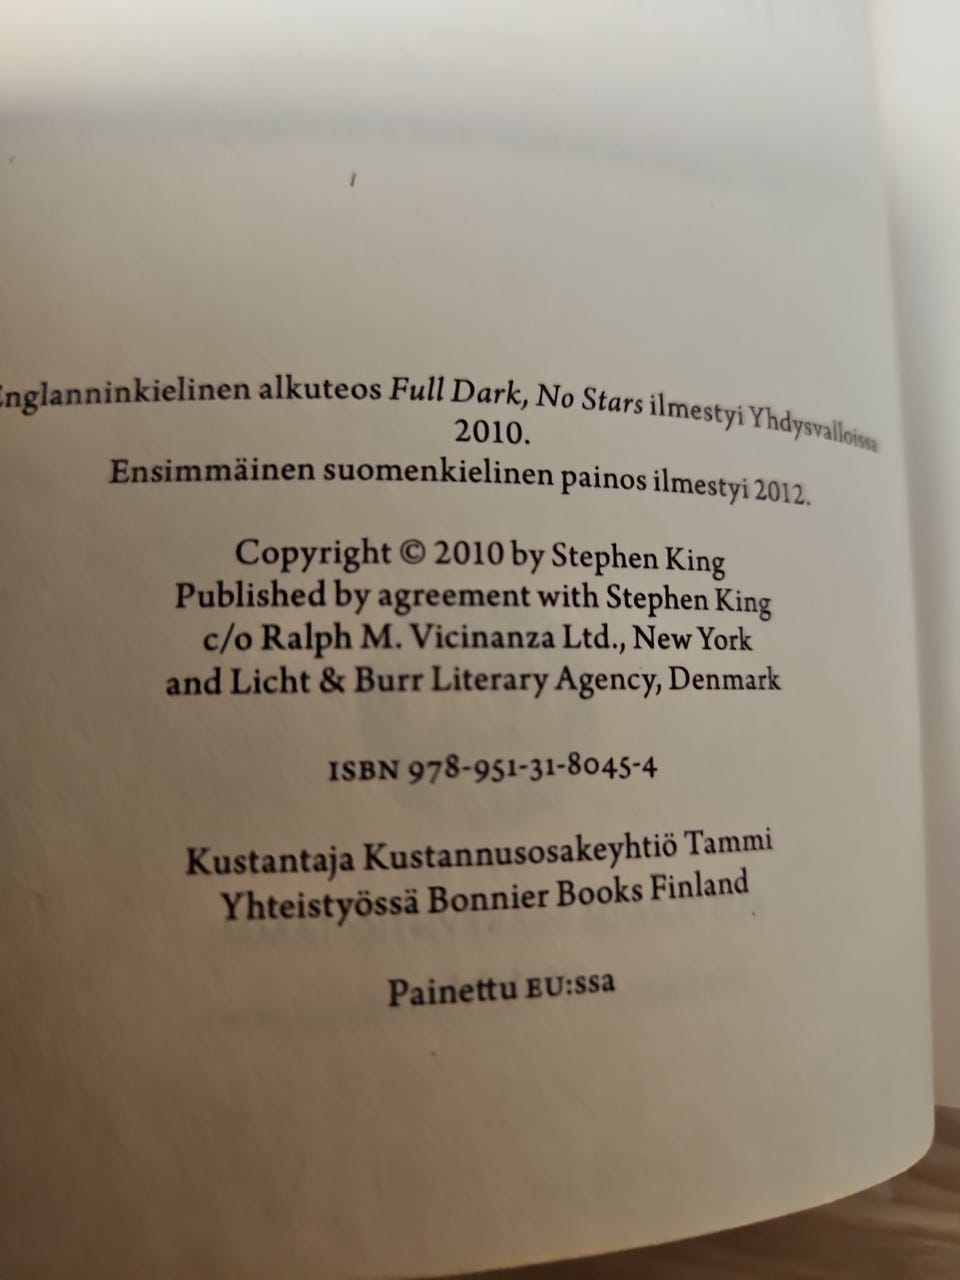 Englanninkielinen alkuteos Full Dark, No Stars ilmestyi Yhdysvalloissa
2010.
Ensimmäinen suomenkielinen painos ilmestyi 2012.
Copyright © 2010 by Stephen King
Published by agreement with Stephen King
c/o Ralph M. Vicinanza Ltd., New York
and Licht & Burr Literary Agency, Denmark
ISBN 978-951-31-8045-4
Kustantaja Kustannusosakeyhtiö Tammi
Yhteistyössä Bonnier Books Finland
Painettu EU:ssa